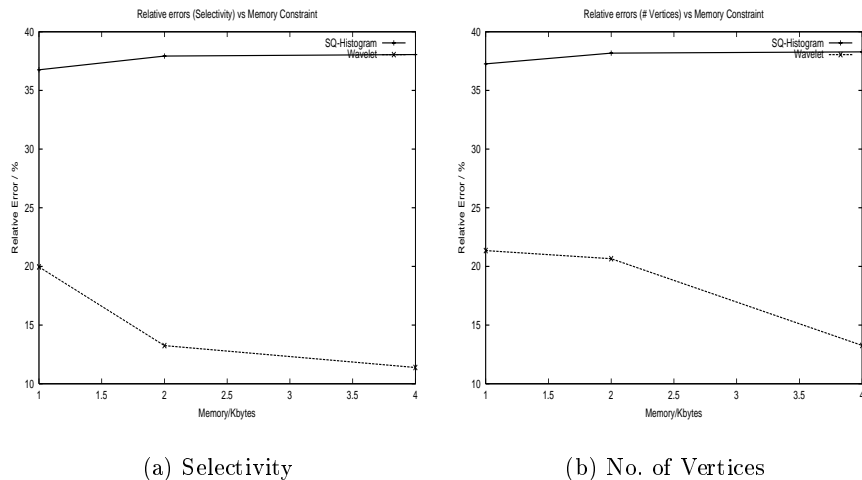 Relative errors (Selectivity) vs Memory Constraint
40
35
30
25
20
15
10
Relative Error / %
SQ-Histogram
Wavelet
1
1.5
2
2.5
3
3.5
4
Memory/Kbytes
(a) Selectivity
Relative errors (# Vertices) vs Memory Constraint
40
35
30
25
20
15
10
Relative Error / %
SQ-Histogram
Wavelet
1
1.5
2
2.5
3
3.5
4
Memory/Kbytes
(b) No. of Vertices